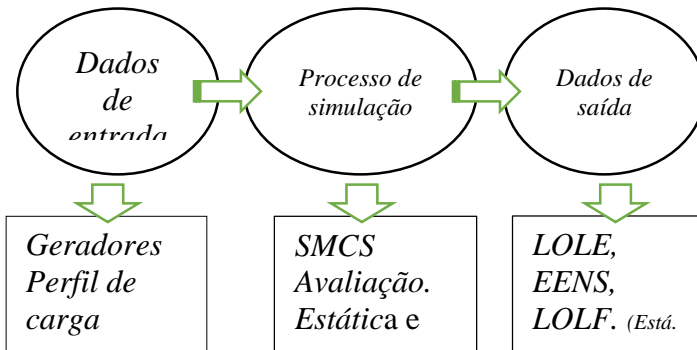 Dados
de
entrada
Processo de
simulação
Dados de
saída
Geradores
Perfil de
carga
SMCS
Avaliação.
Estática e
LOLE,
EENS,
LOLF. (Está.